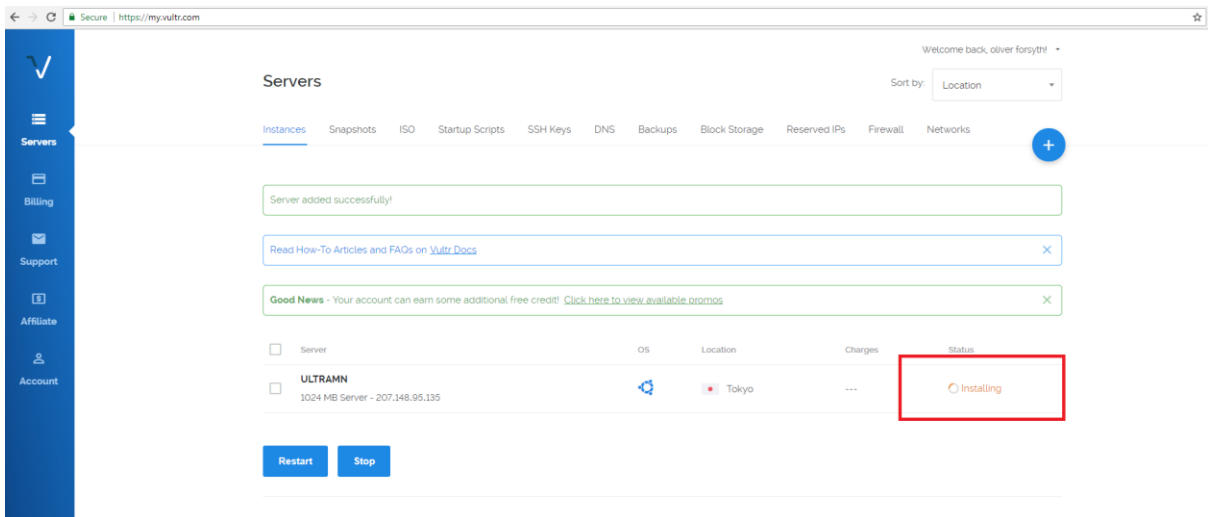 Secure | https://my.vultr.com
Welcome back, oliver forsyth!
Servers
Sort by: Location
Instances Snapshots ISO Startup Scripts SSH Keys DNS Backups Block Storage Reserved IPs Firewall Networks
+
Servers
Billing
Support
Affiliate
Account
Server added successfully!
Read How-To Articles and FAQs on Vultr Docs
Good News - Your account can earn some additional free credit! Click here to view available promos
Server OS Location Charges Status
ULTRAMN
1024 MB Server - 207.148.95.135
Tokyo --- Installing
Restart Stop